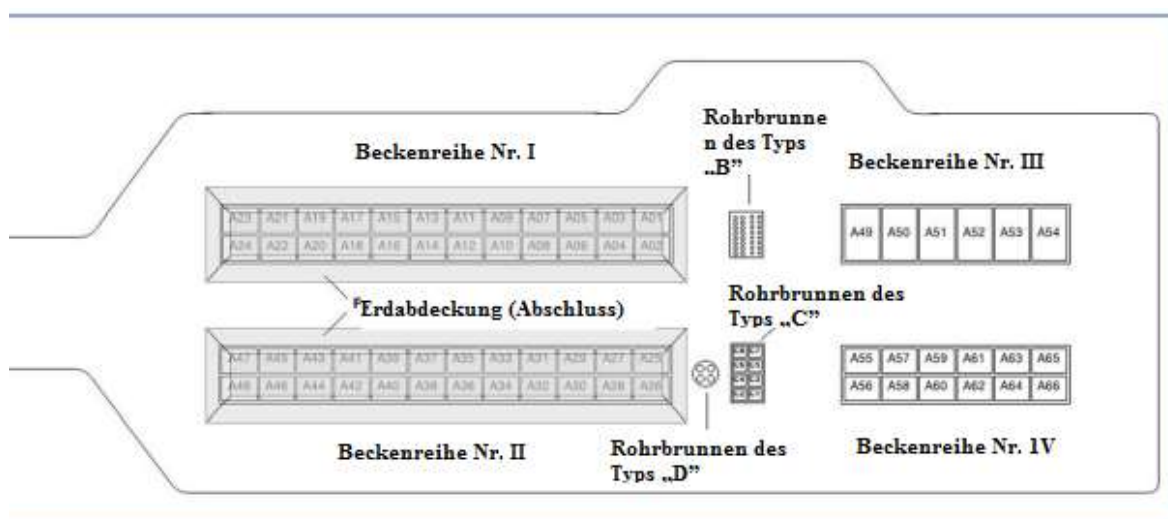 Rohrbrunne
n des Typs
„B”
Beckenreihe Nr. I
Beckenreihe Nr. III
A23 A21 A19 A17 A15 A13 A11 A09 A07 A05 A03 A01
A24 A22 A20 A18 A16 A14 A12 A10 A08 A06 A04 A02
A49 A50 A51 A52 A53 A54
Erdabdeckung (Abschluss)
Rohrbrunnen des
Typs „C”
A47 A45 A43 A41 A39 A37 A35 A33 A31 A29 A27 A25
A48 A46 A44 A42 A40 A38 A36 A34 A32 A30 A28 A26
A55 A57 A59 A61 A63 A65
A56 A58 A60 A62 A64 A66
Beckenreihe Nr. II
Rohrbrunnen des
Typs „D”
Beckenreihe Nr. 1V